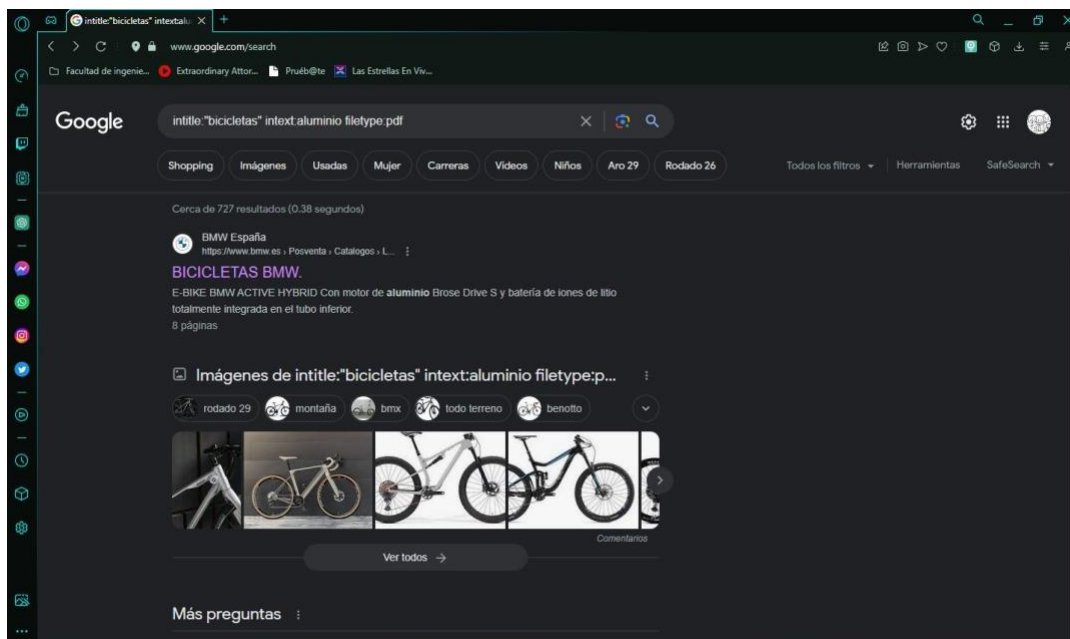 intitle:"bicicletas" intext:alu
www.google.com/search
Facultad de ingenie... Extraordinary Attor... Pruéb@te Las Estrellas En Viv...
Google
intitle:"bicicletas" intext:aluminio filetype:pdf
Shopping Imágenes Usadas Mujer Carreras Videos Niños Aro 29 Rodado 26 Todos los filtros Herramientas SafeSearch
Cerca de 727 resultados (0.38 segundos)
BMW España
https://www.bmw.es › Posventa › Catalogos › L...
BICICLETAS BMW.
E-BIKE BMW ACTIVE HYBRID Con motor de aluminio Brose Drive S y batería de iones de litio
totalmente integrada en el tubo inferior.
8 páginas
Imágenes de intitle:"bicicletas" intext:aluminio filetype:p...
rodado 29 montaña bmx todo terreno benotto
Comentarios
Ver todos →
Más preguntas